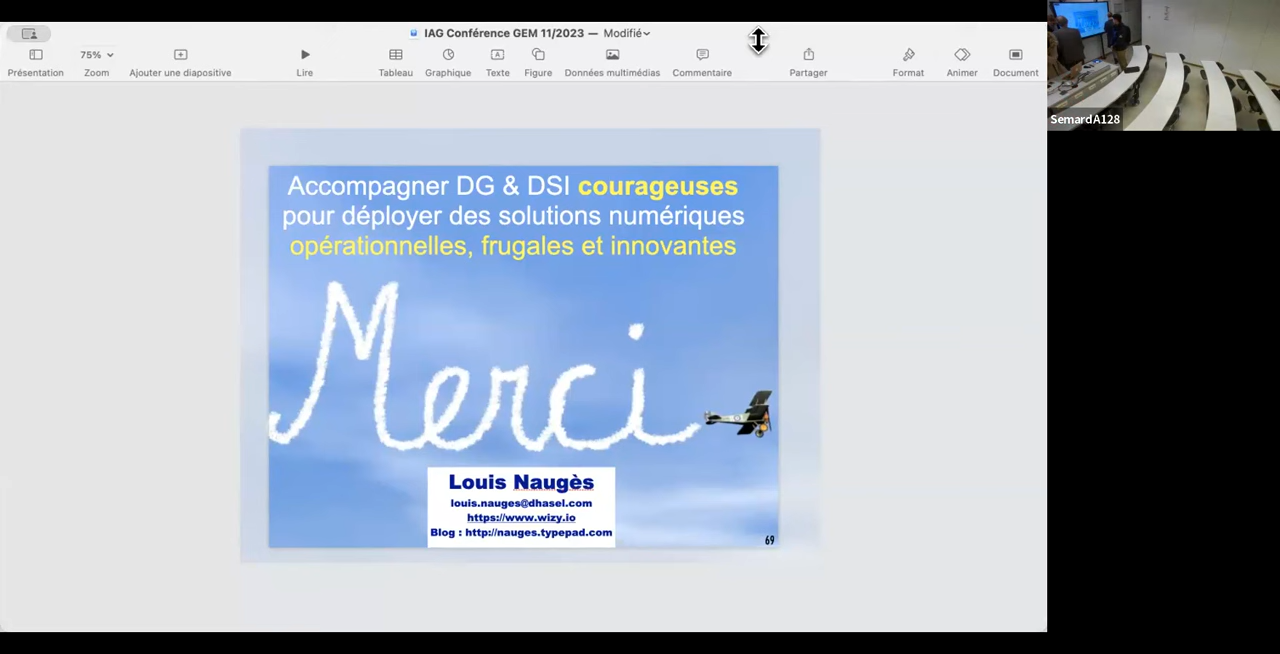 IAG Conférence GEM 11/2023 — Modifié
75%
Présentation
Zoom
Ajouter une diapositive
Lire
Tableau
Graphique
Texte
Figure
Données multimédias
Commentaire
Partager
Format
Animer
Document
SemardA128
Accompagner DG & DSI courageuses
pour déployer des solutions numériques
opérationnelles, frugales et innovantes
Merci
Louis Naugès
louis.nauges@dhasel.com
https://www.wizy.io
Blog : http://nauges.typepad.com
69